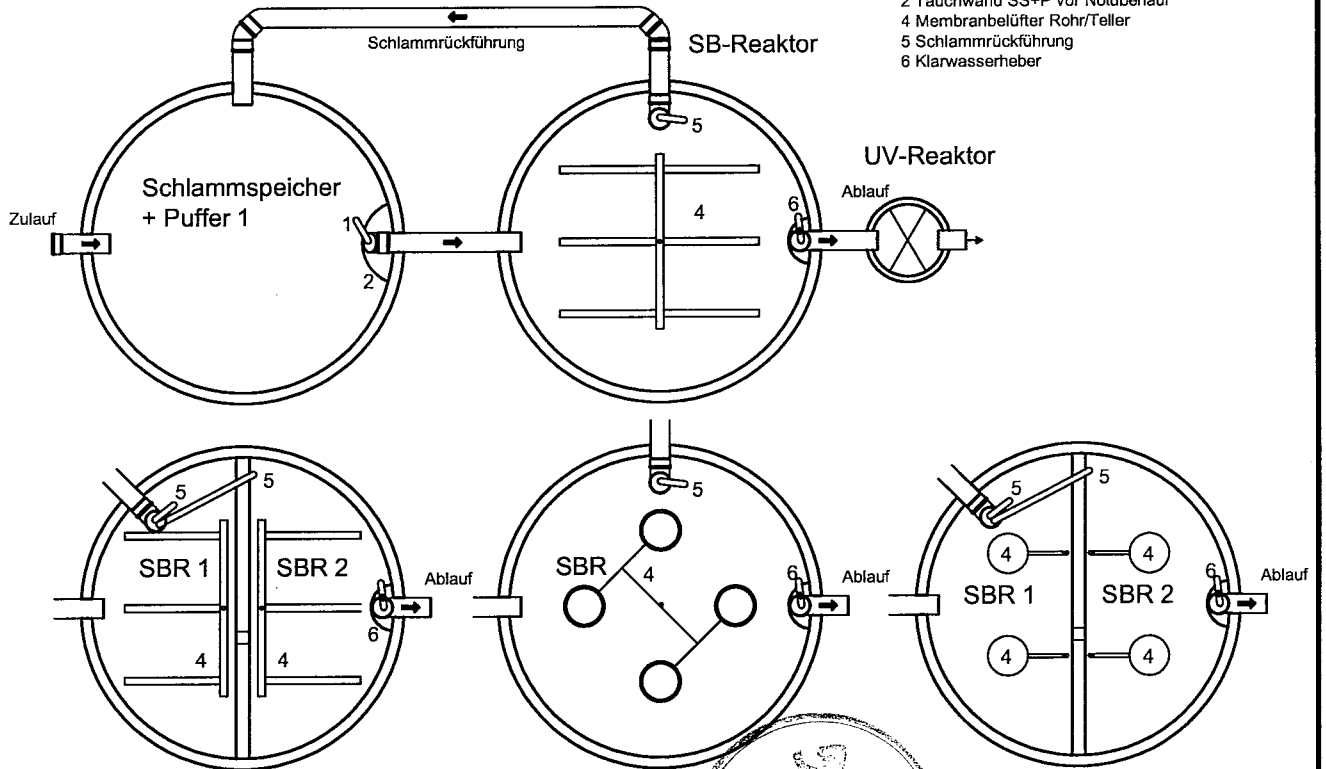 2 Tauchwand SS+P vor Notüberlauf
4 Membranbelüfter Rohr/Teller
5 Schlammrückführung
6 Klarwasserheber
Schlammrückführung
SB-Reaktor
5
UV-Reaktor
Schlammspeicher
+ Puffer 1
Zulauf
1
2
4
6
Ablauf
5
5
SBR 1
SBR 2
4
4
6
Ablauf
5
SBR
4
6
Ablauf
5
5
4
4
SBR 1
SBR 2
4
4
6
Ablauf